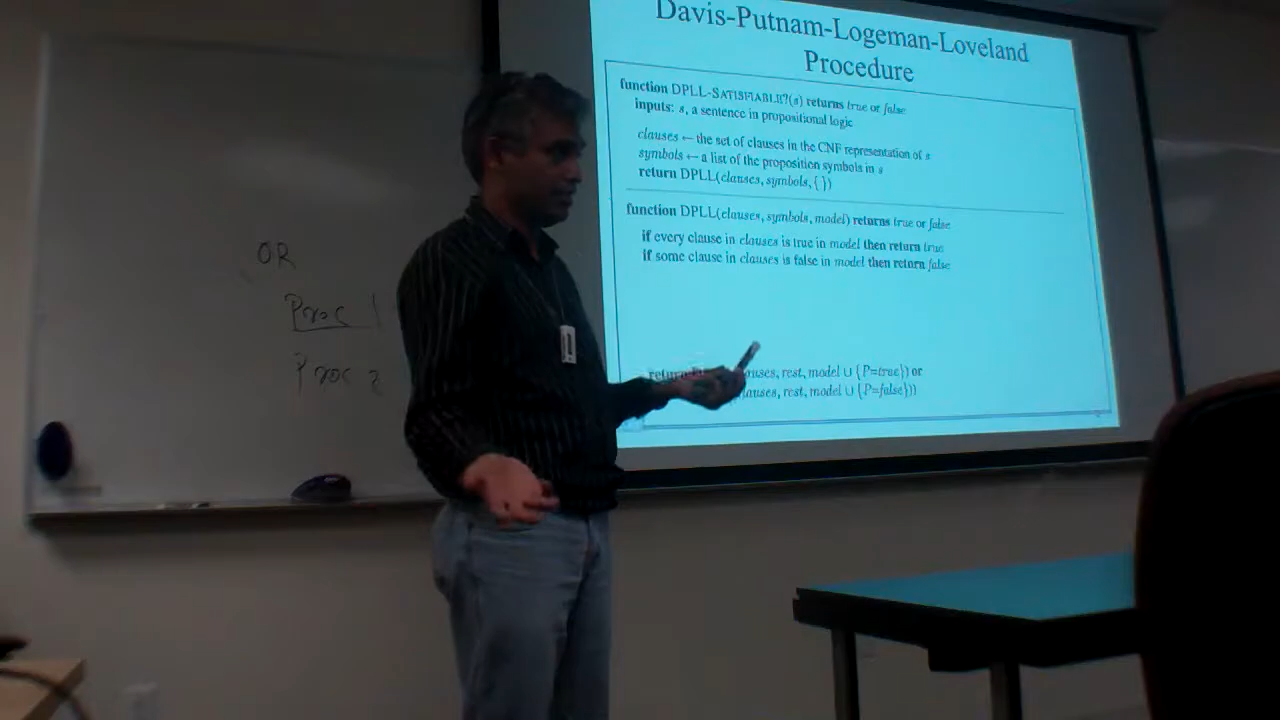 OR
Proc 1
Proc 2
Davis-Putnam-Logeman-Loveland
Procedure
function DPLL-SATISFIABLE?(s) returns true or false
inputs: s, a sentence in propositional logic
clauses ← the set of clauses in the CNF representation of s
symbols ← a list of the proposition symbols in s
return DPLL(clauses, symbols, { })
function DPLL(clauses, symbols, model) returns true or false
if every clause in clauses is true in model then return true
if some clause in clauses is false in model then return false
return lauses, rest, model ∪ {P=true}) or
lauses, rest, model ∪ {P=false}))